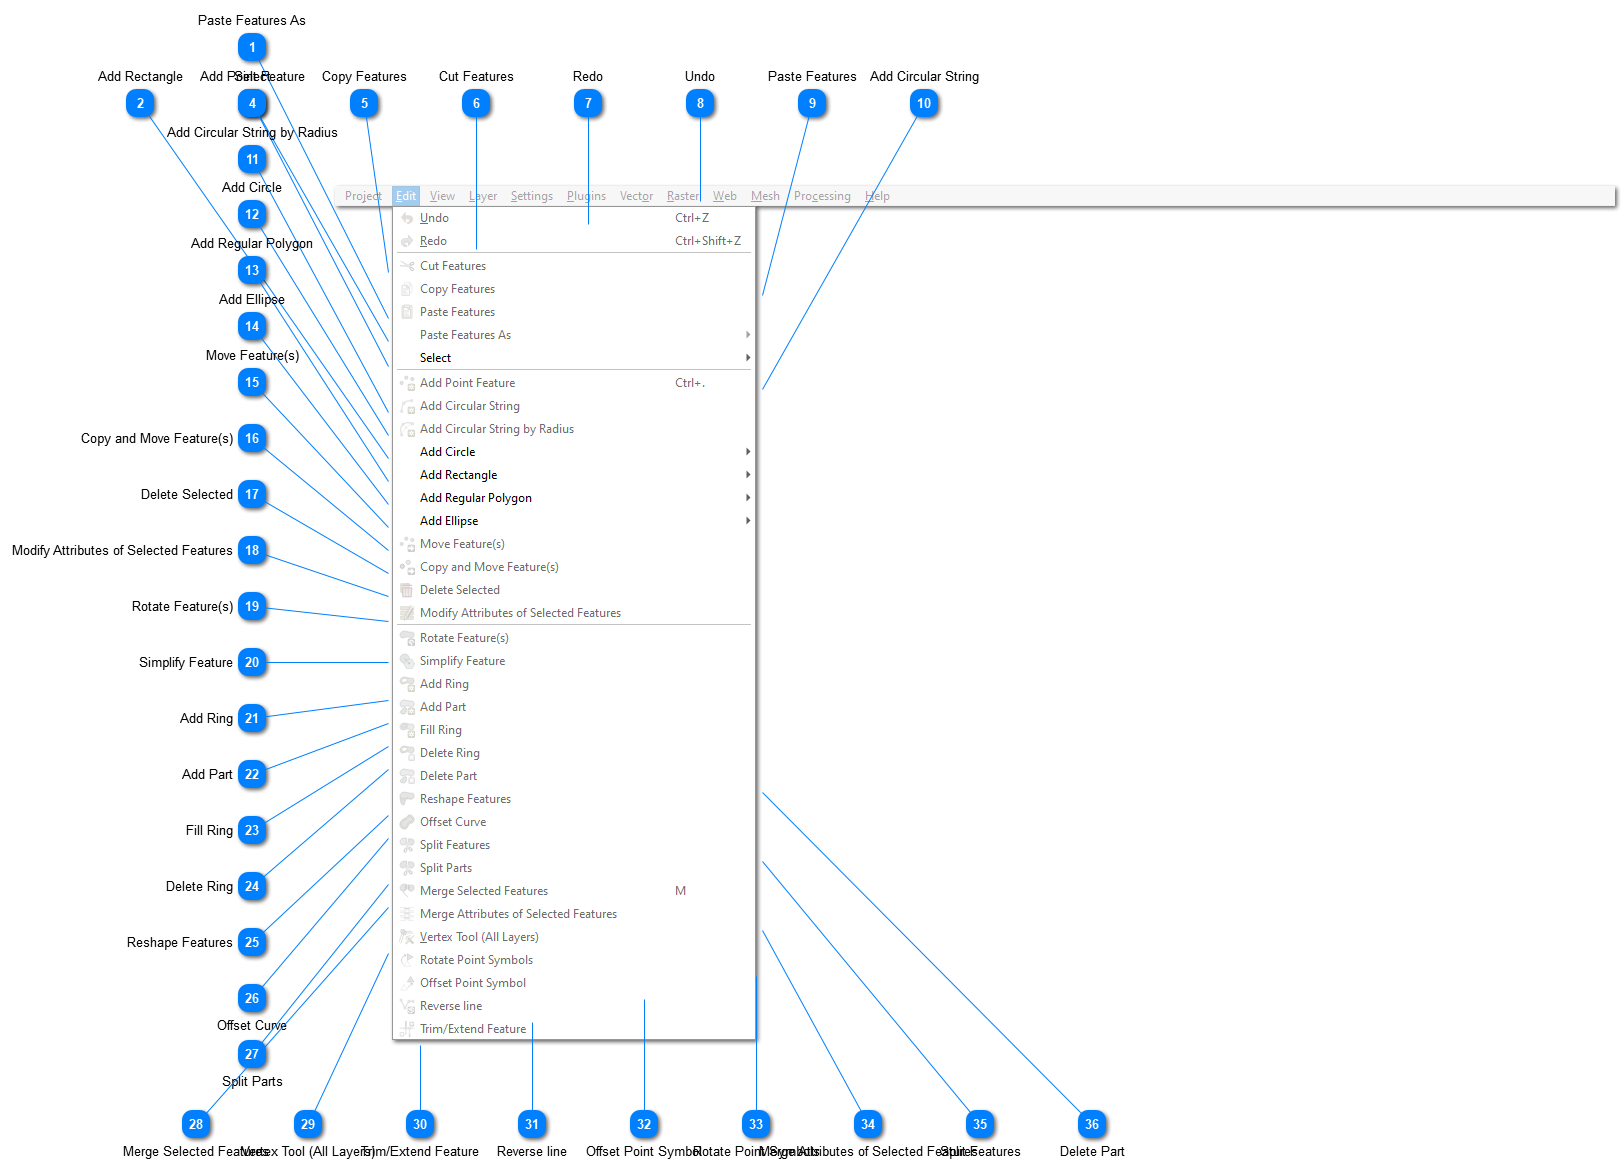 Paste Features As
1
Add Rectangle
Add Point Feature
Select
Copy Features
Cut Features
Redo
Undo
Paste Features
Add Circular String
2
4
5
6
7
8
9
10
Add Circular String by Radius
11
Add Circle
12
Add Regular Polygon
13
Add Ellipse
14
Move Feature(s)
15
Copy and Move Feature(s) 16
Delete Selected 17
Modify Attributes of Selected Features 18
Rotate Feature(s) 19
Simplify Feature 20
Add Ring 21
Add Part 22
Fill Ring 23
Delete Ring 24
Reshape Features 25
26
Offset Curve
27
Split Parts
Project Edit View Layer Settings Plugins Vector Raster Web Mesh Processing Help
Undo Ctrl+Z
Redo Ctrl+Shift+Z
Cut Features
Copy Features
Paste Features
Paste Features As
Select
Add Point Feature Ctrl+.
Add Circular String
Add Circular String by Radius
Add Circle
Add Rectangle
Add Regular Polygon
Add Ellipse
Move Feature(s)
Copy and Move Feature(s)
Delete Selected
Modify Attributes of Selected Features
Rotate Feature(s)
Simplify Feature
Add Ring
Add Part
Fill Ring
Delete Ring
Delete Part
Reshape Features
Offset Curve
Split Features
Split Parts
Merge Selected Features M
Merge Attributes of Selected Features
Vertex Tool (All Layers)
Rotate Point Symbols
Offset Point Symbol
Reverse line
Trim/Extend Feature
28
29
30
31
32
33
34
35
36
Merge Selected Features
Vertex Tool (All Layers)
Trim/Extend Feature
Reverse line
Offset Point Symbol
Rotate Point Symbols
Merge Attributes of Selected Features
Split Features
Delete Part